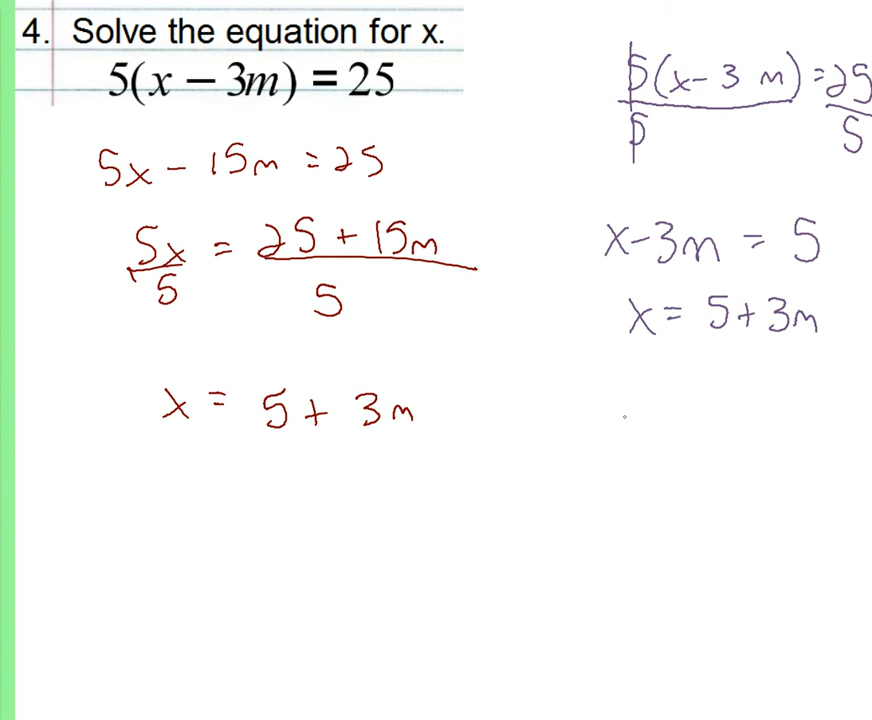 4. Solve the equation for x.
5(x − 3m) = 25
5x − 15m = 25
5x = 25 + 15m
5 5
x = 5 + 3m
5(x − 3m) = 25
5 5
x − 3m = 5
x = 5 + 3m